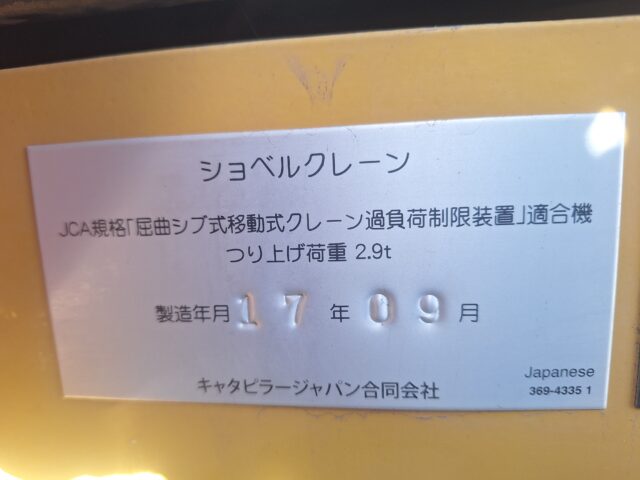 ショベルクレーン
JCA規格「屈曲ジブ式移動式クレーン過負荷制限装置」適合機
つり上げ荷重 2.9t
製造年月 17 年 09 月
キャタピラージャパン合同会社
Japanese
369-4335 1